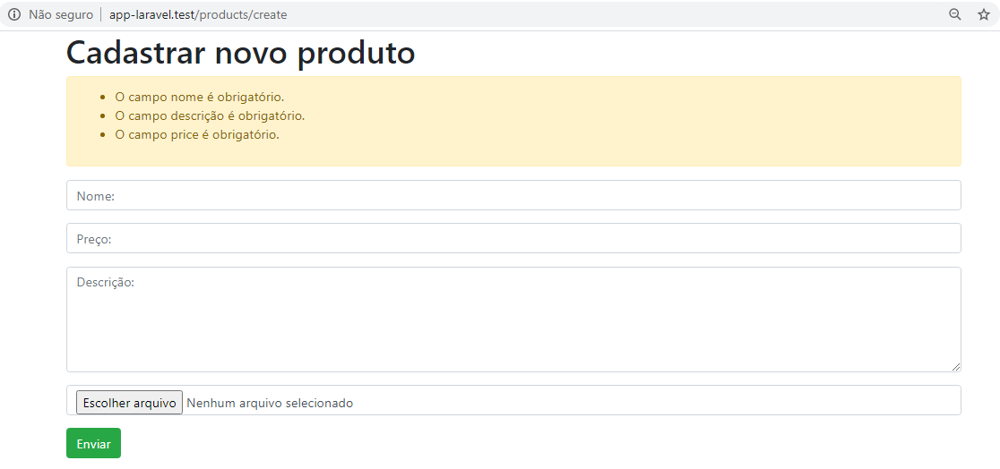 Não seguro app-laravel.test/products/create
Cadastrar novo produto
O campo nome é obrigatório.
O campo descrição é obrigatório.
O campo price é obrigatório.
Nome:
Preço:
Descrição:
Escolher arquivo Nenhum arquivo selecionado
Enviar